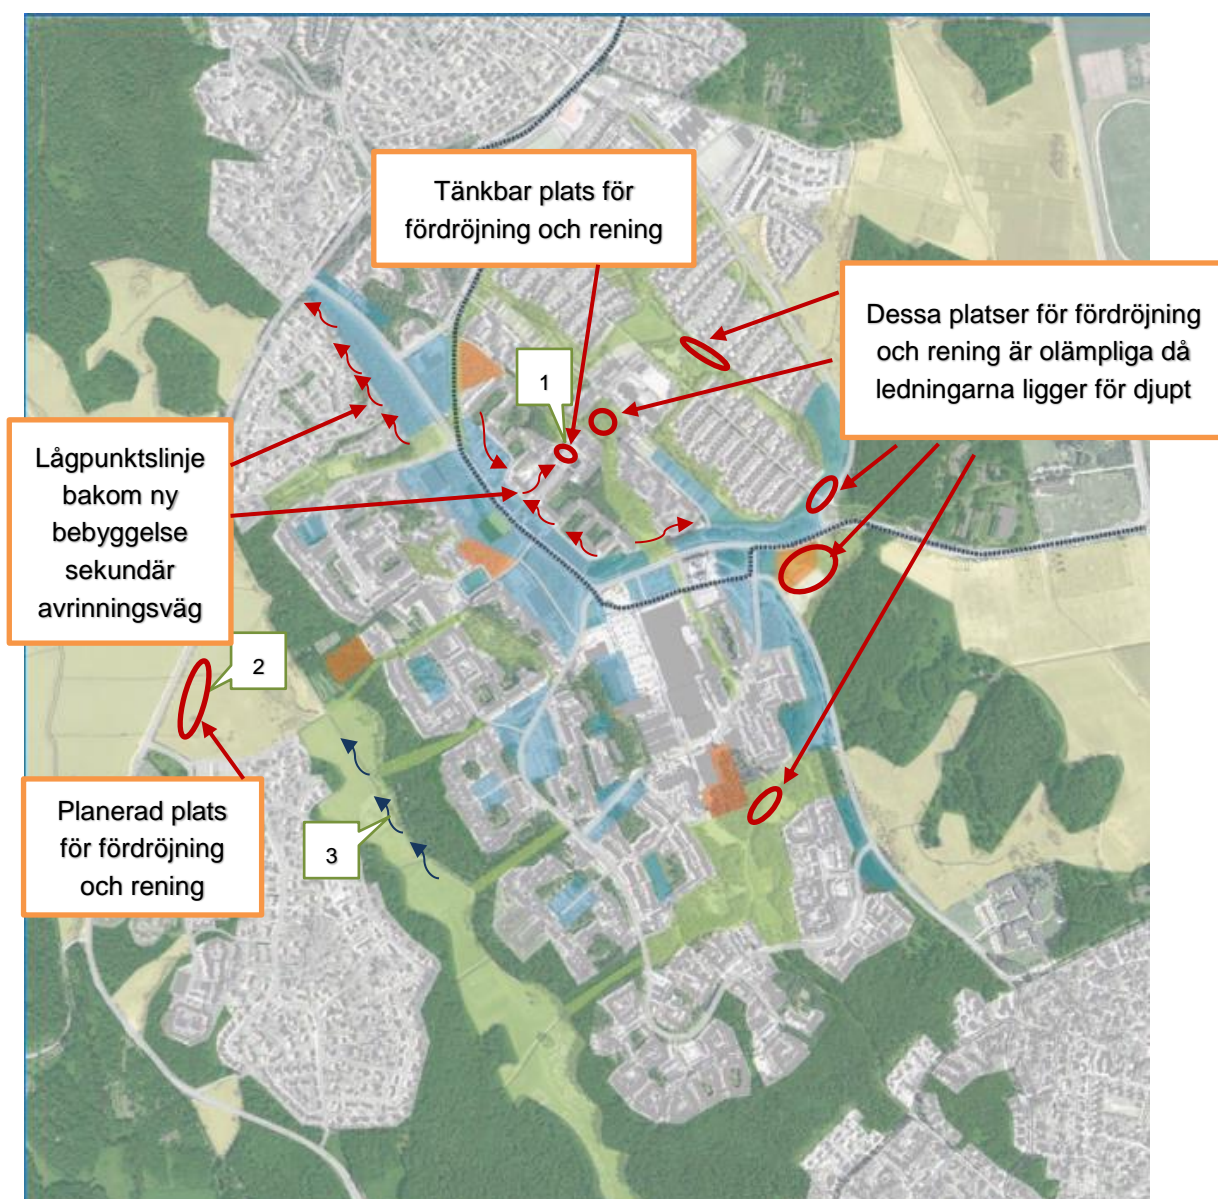 Tänkbar plats för
fördröjning och rening
Dessa platser för fördröjning
och rening är olämpliga då
ledningarna ligger för djupt
1
Lågpunktslinje
bakom ny
bebyggelse
sekundär
avrinningsväg
2
Planerad plats
för fördröjning
och rening
3